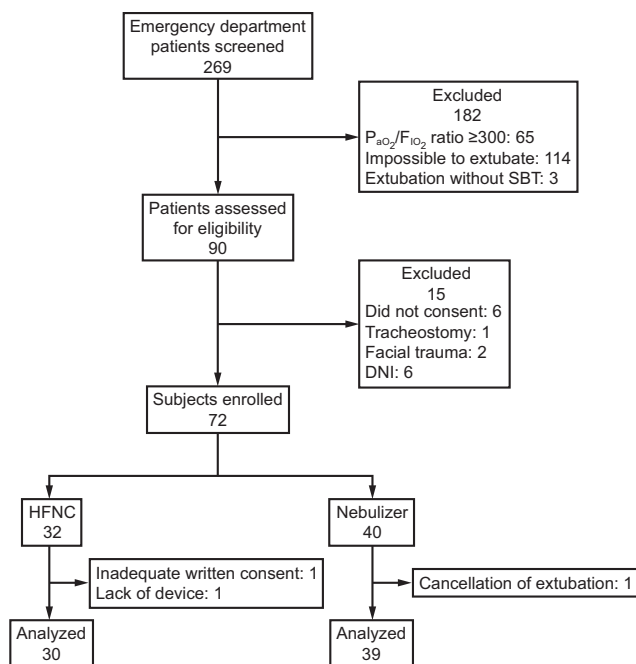 Emergency department
patients screened
269
Excluded
182
PaO2/FIO2 ratio ≥300: 65
Impossible to extubate: 114
Extubation without SBT: 3
Patients assessed
for eligibility
90
Excluded
15
Did not consent: 6
Tracheostomy: 1
Facial trauma: 2
DNI: 6
Subjects enrolled
72
HFNC
32
Nebulizer
40
Inadequate written consent: 1
Lack of device: 1
Cancellation of extubation: 1
Analyzed
30
Analyzed
39